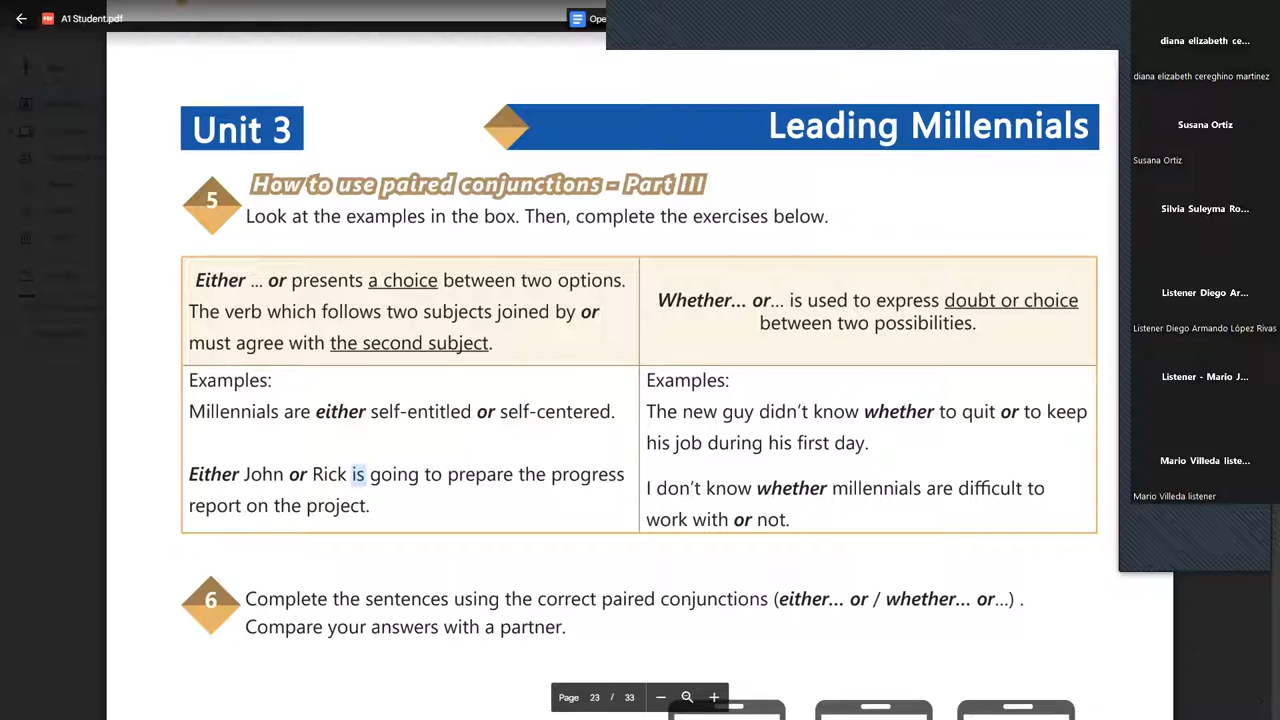 A1 Student.pdf
Ope
Unit 3
Leading Millennials
5
How to use paired conjunctions - Part III
Look at the examples in the box. Then, complete the exercises below.
Either ... or presents a choice between two options.
The verb which follows two subjects joined by or
must agree with the second subject.
Whether... or... is used to express doubt or choice
between two possibilities.
Examples:
Millennials are either self-entitled or self-centered.
Either John or Rick is going to prepare the progress
report on the project.
Examples:
The new guy didn't know whether to quit or to keep
his job during his first day.
I don't know whether millennials are difficult to
work with or not.
6
Complete the sentences using the correct paired conjunctions (either... or / whether... or...) .
Compare your answers with a partner.
Page 23 / 33
diana elizabeth ce...
diana elizabeth cereghino martinez
Susana Ortiz
Susana Ortiz
Silvia Suleyma Ro...
Listener Diego Ar...
Listener Diego Armando López Rivas
Listener - Mario J...
Mario Villeda liste...
Mario Villeda listener